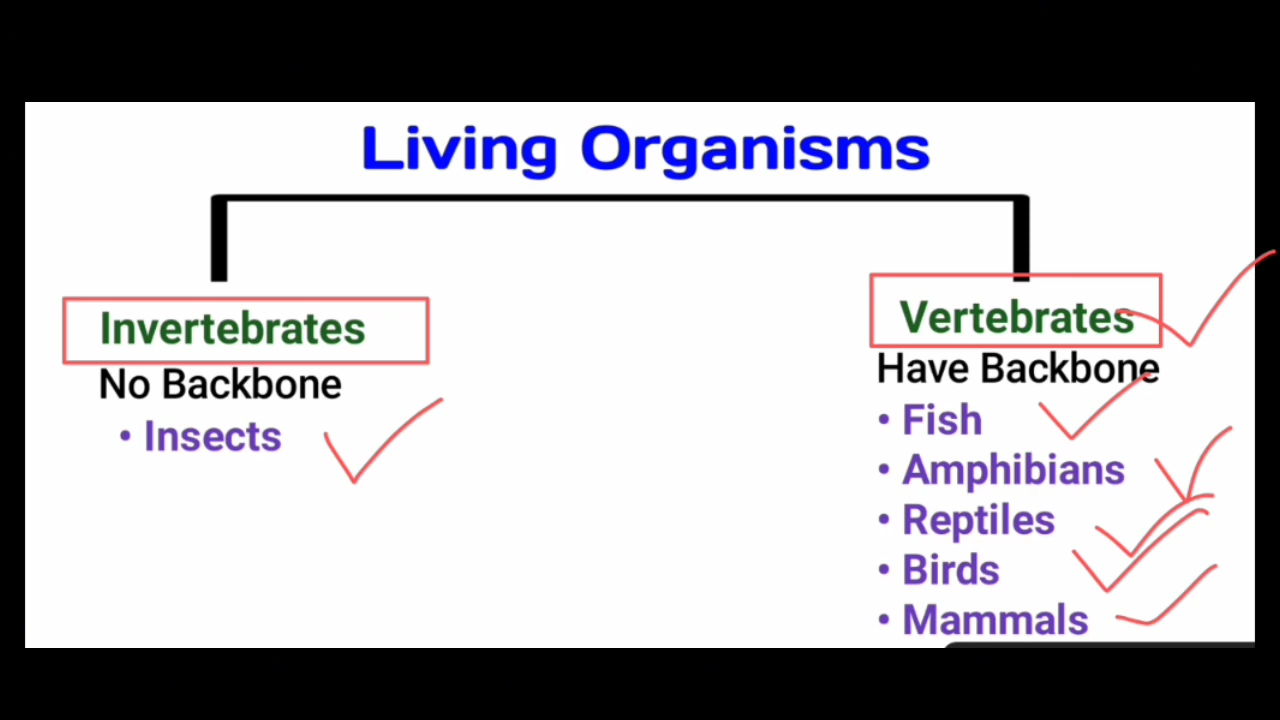 Living Organisms
Invertebrates
No Backbone
• Insects
Vertebrates
Have Backbone
• Fish
• Amphibians
• Reptiles
• Birds
• Mammals